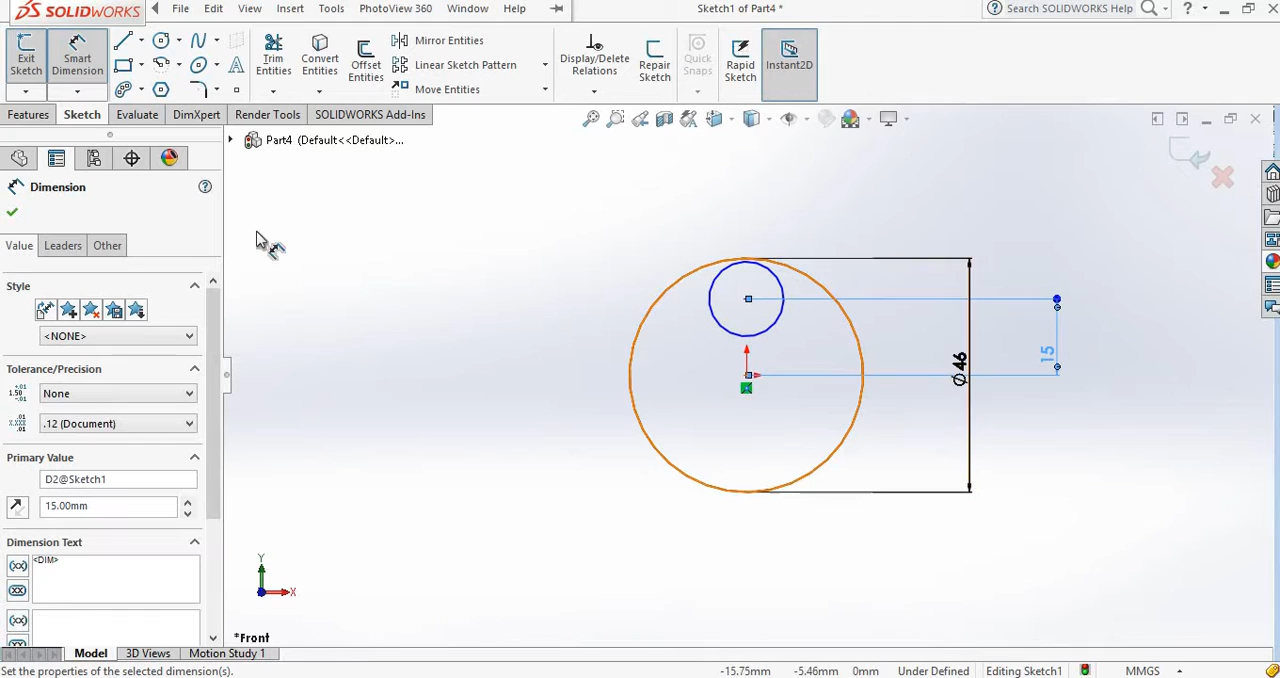 SOLIDWORKS File Edit View Insert Tools PhotoView 360 Window Help Sketch1 of Part4 * Search SOLIDWORKS Help ?
Exit Sketch
Smart Dimension
Trim Entities
Convert Entities
Offset Entities
Mirror Entities
Linear Sketch Pattern
Move Entities
Display/Delete Relations
Repair Sketch
Quick Snaps
Rapid Sketch
Instant2D
Features Sketch Evaluate DimXpert Render Tools SOLIDWORKS Add-Ins
Part4 (Default<<Default>...
Dimension
Value Leaders Other
Style
<NONE>
Tolerance/Precision
None
.12 (Document)
Primary Value
D2@Sketch1
15.00mm
Dimension Text
<DIM>
15
⌀46
Y
X
*Front
Model 3D Views Motion Study 1
Set the properties of the selected dimension(s). -15.75mm -5.46mm 0mm Under Defined Editing Sketch1 MMGS